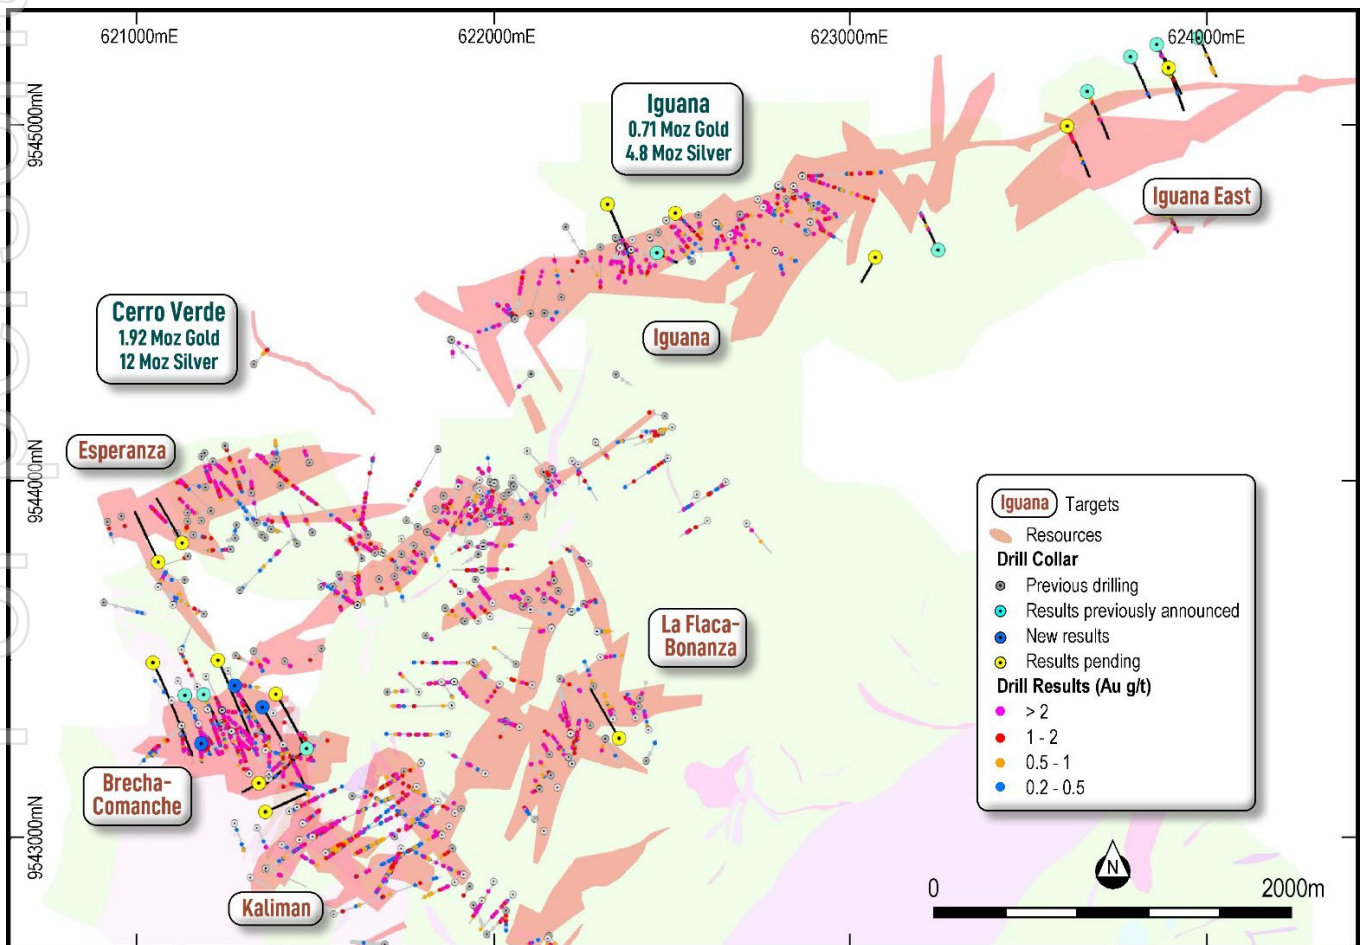 621000mE
622000mE
623000mE
624000mE
9545000mN
9544000mN
9543000mN
Iguana
0.71 Moz Gold
4.8 Moz Silver
Iguana East
Cerro Verde
1.92 Moz Gold
12 Moz Silver
Iguana
Esperanza
La Flaca-
Bonanza
Brecha-
Comanche
Kaliman
Iguana Targets
Resources
Drill Collar
Previous drilling
Results previously announced
New results
Results pending
Drill Results (Au g/t)
> 2
1 - 2
0.5 - 1
0.2 - 0.5
N
0 2000m